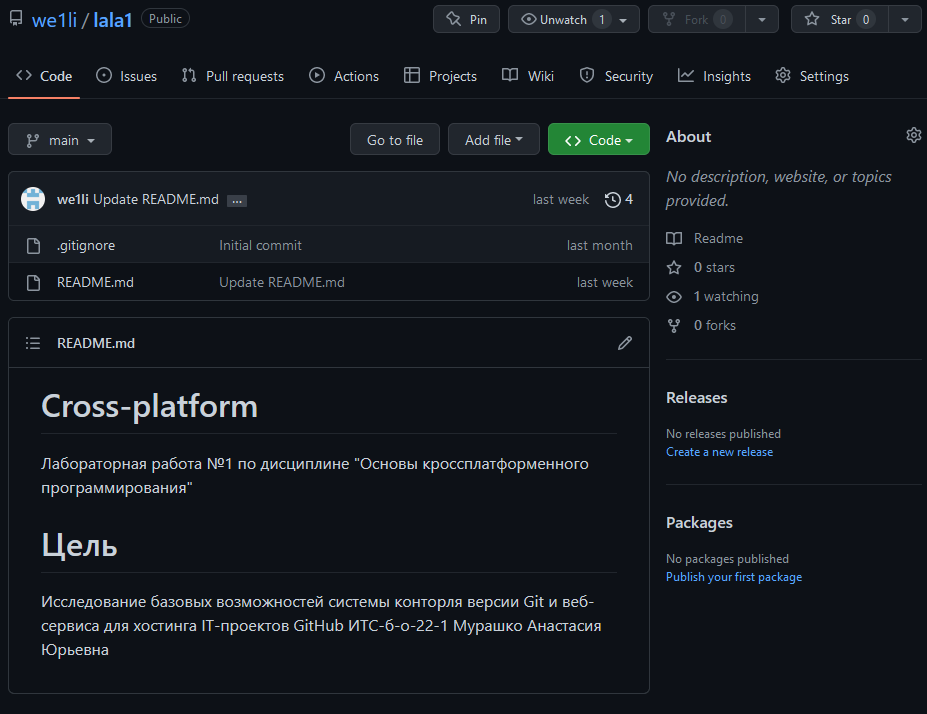 we1li / lala1 Public Pin Unwatch 1 Fork 0 Star 0
Code Issues Pull requests Actions Projects Wiki Security Insights Settings
main Go to file Add file Code
we1li Update README.md ... last week 4
.gitignore Initial commit last month
README.md Update README.md last week
README.md
Cross-platform
Лабораторная работа №1 по дисциплине "Основы кроссплатформенного
программирования"
Цель
Исследование базовых возможностей системы конторля версии Git и веб-
сервиса для хостинга IT-проектов GitHub ИТС-б-о-22-1 Мурашко Анастасия
Юрьевна
About
No description, website, or topics
provided.
Readme
0 stars
1 watching
0 forks
Releases
No releases published
Create a new release
Packages
No packages published
Publish your first package